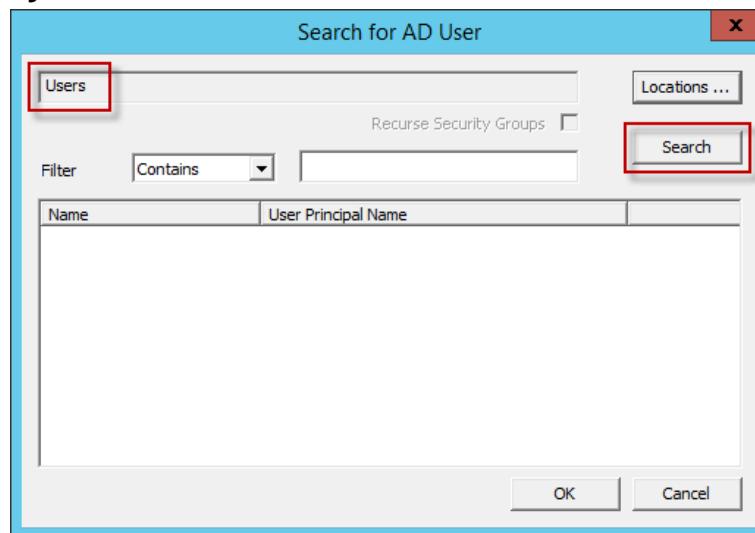 Search for AD User
x
Users
Locations ...
Recurse Security Groups
Search
Filter
Contains
Name
User Principal Name
OK
Cancel